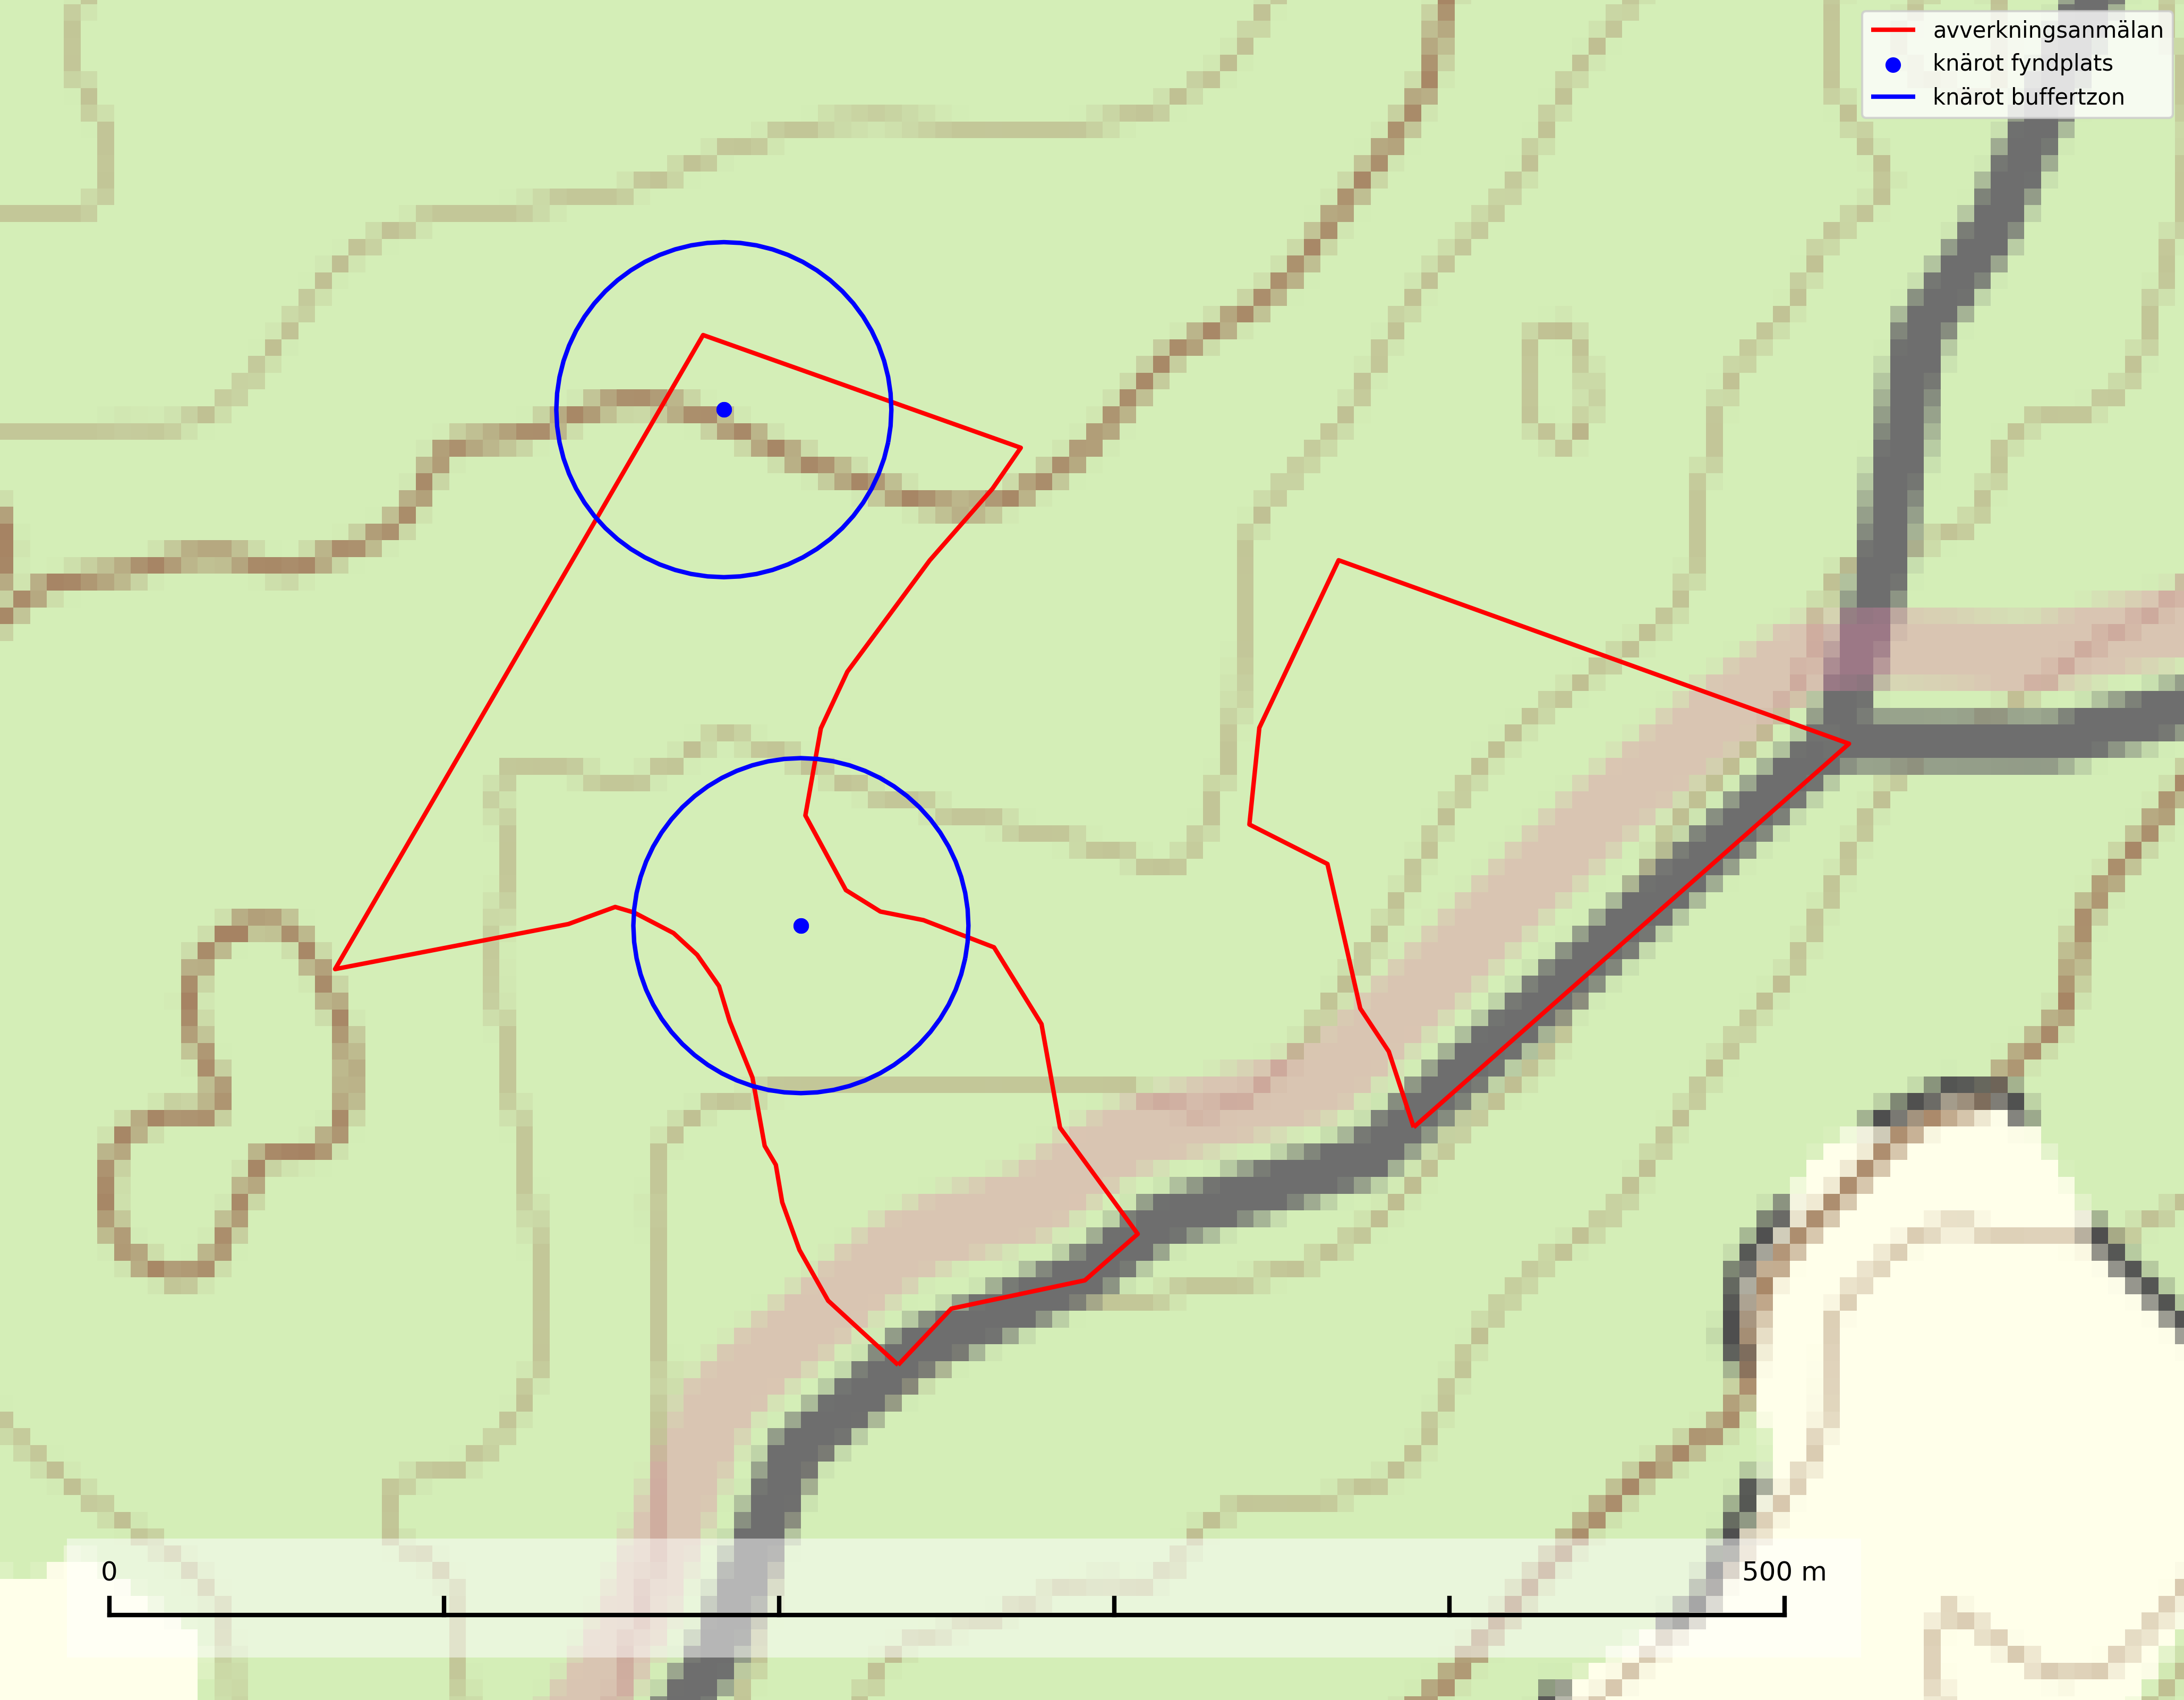 avverkningsanmälan
knärot fyndplats
knärot buffertzon
0
500 m